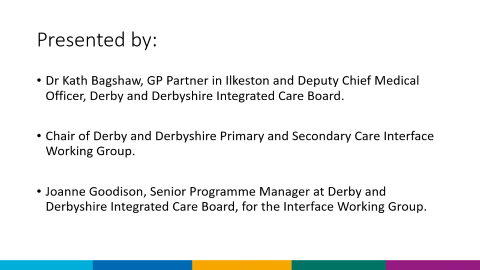 Presented by:
• Dr Kath Bagshaw, GP Partner in Ilkeston and Deputy Chief Medical
Officer, Derby and Derbyshire Integrated Care Board.
• Chair of Derby and Derbyshire Primary and Secondary Care Interface
Working Group.
• Joanne Goodison, Senior Programme Manager at Derby and
Derbyshire Integrated Care Board, for the Interface Working Group.